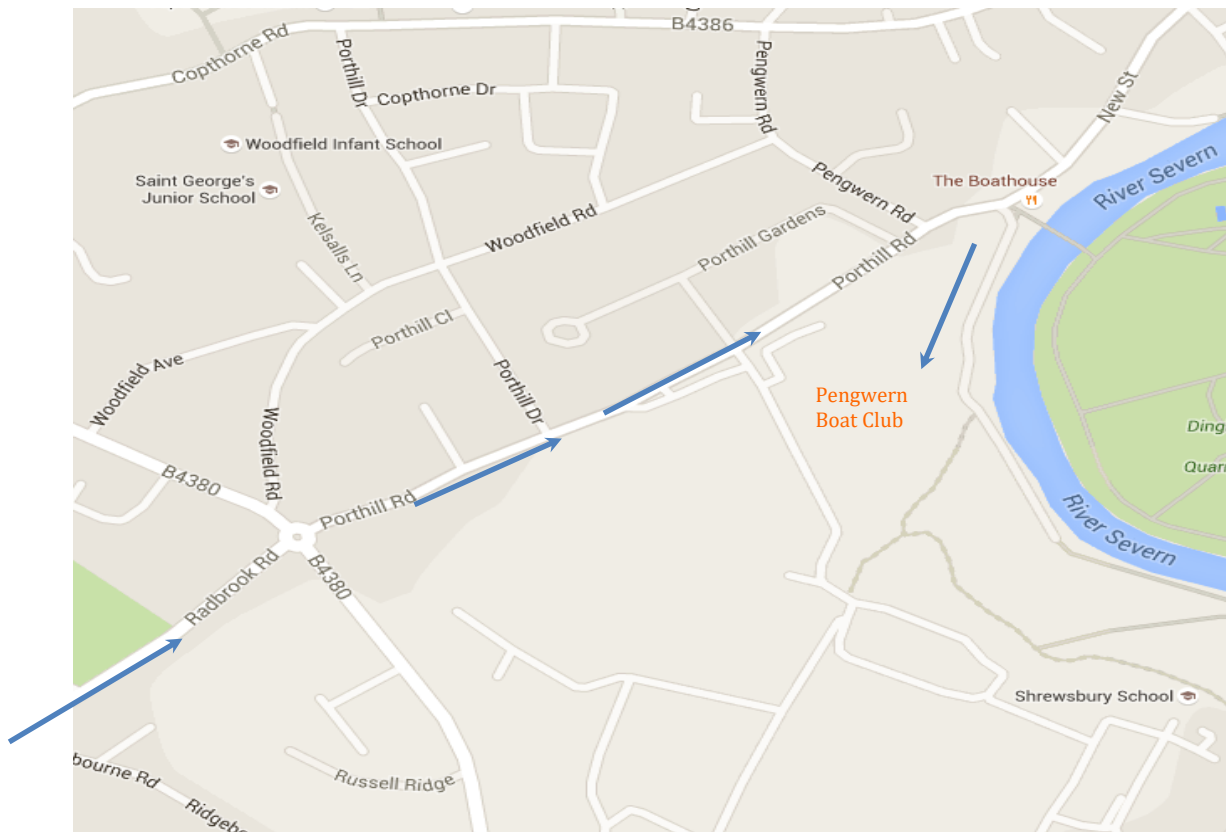 B4386
Copthorne Rd
Porthill Dr
Pengwern Rd
Copthorne Dr
New St
Woodfield Infant School
River Severn
Saint George's
Junior School
The Boathouse
Pengwern Rd
Kelsalls Ln
Woodfield Rd
Porthill Gardens
Porthill Rd
Porthill Cl
Woodfield Ave
Porthill Dr
Pengwern
Boat Club
Woodfield Rd
Ding
Quarr
B4380
Porthill Rd
River Severn
Radbrook Rd
B4380
Shrewsbury School
bourne Rd
Russell Ridge
Ridgeb